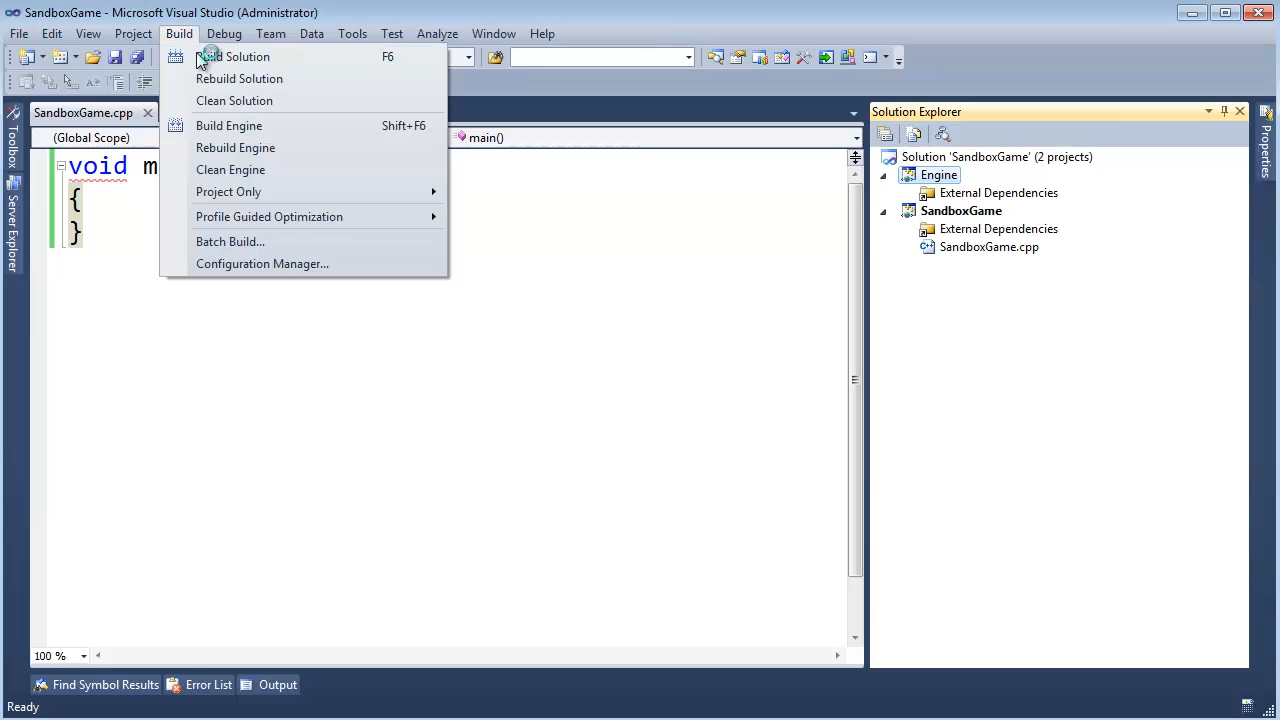 SandboxGame - Microsoft Visual Studio (Administrator)
File Edit View Project Build Debug Team Data Tools Test Analyze Window Help
Solution F6
Rebuild Solution
Clean Solution
Build Engine Shift+F6
Rebuild Engine
Clean Engine
Project Only
Profile Guided Optimization
Batch Build...
Configuration Manager...
Toolbox
Server Explorer
SandboxGame.cpp
(Global Scope) main()
void m
{
}
100 %
Solution Explorer
Solution 'SandboxGame' (2 projects)
Engine
External Dependencies
SandboxGame
External Dependencies
SandboxGame.cpp
Properties
Find Symbol Results Error List Output
Ready